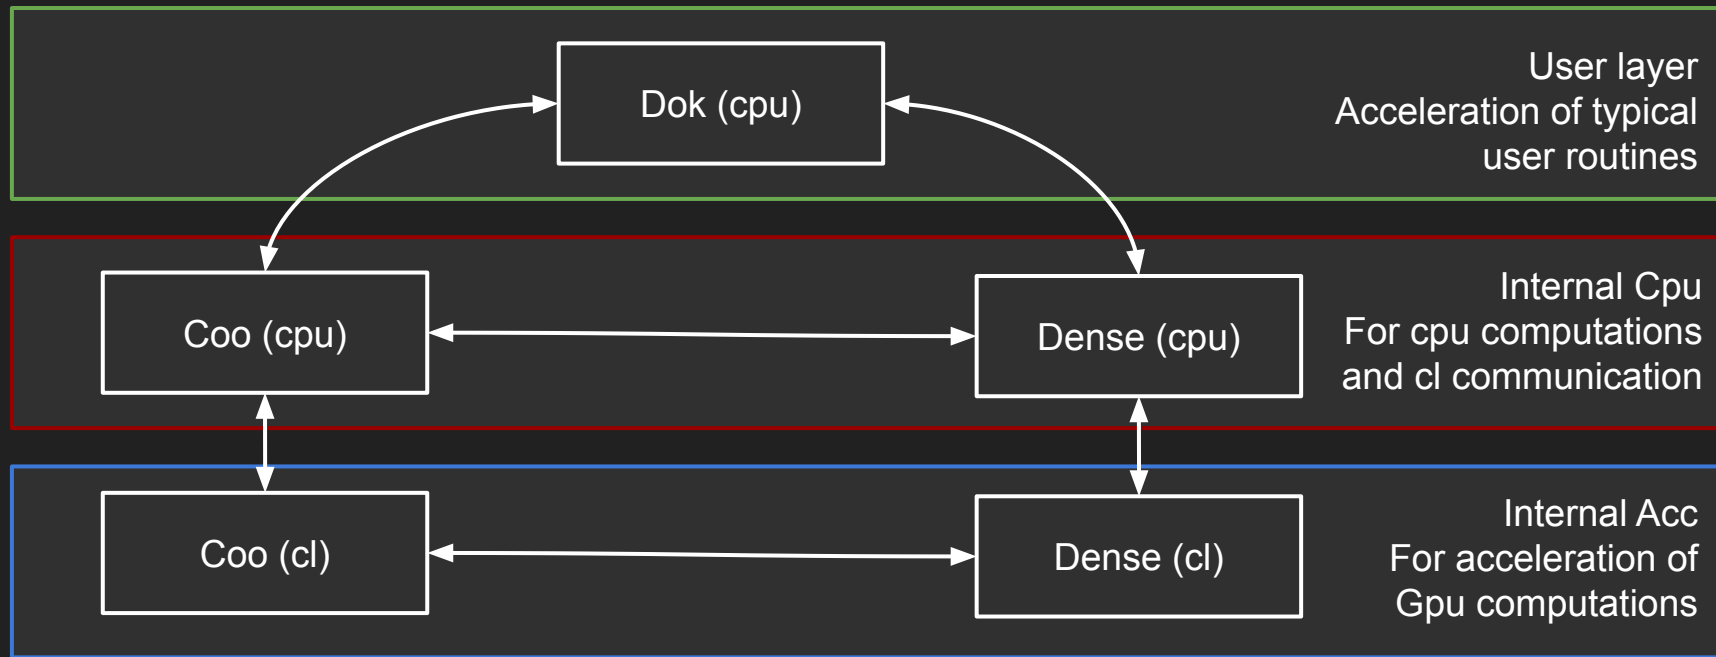 Dok (cpu)
User layer
Acceleration of typical
user routines
Coo (cpu)
Dense (cpu)
Internal Cpu
For cpu computations
and cl communication
Coo (cl)
Dense (cl)
Internal Acc
For acceleration of
Gpu computations